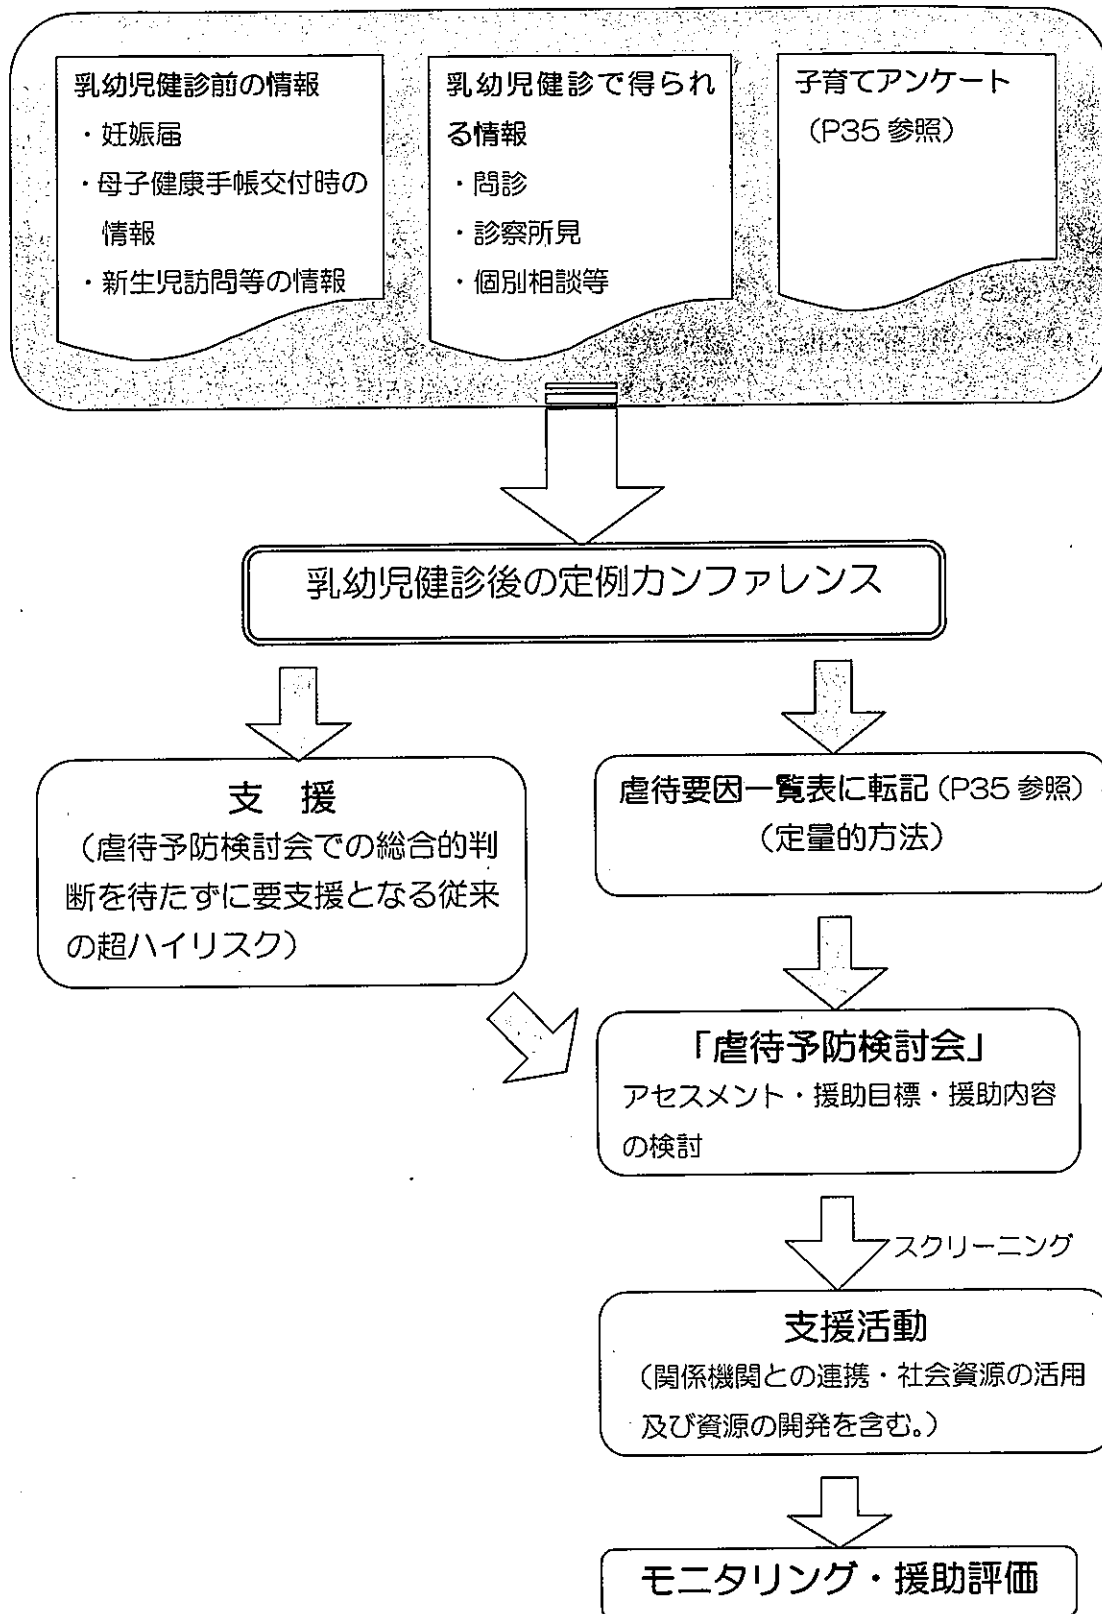 乳幼児健診前の情報
・妊娠届
・母子健康手帳交付時の
情報
・新生児訪問等の情報
乳幼児健診で得られ
る情報
・問診
・診察所見
・個別相談等
子育てアンケート
（P35 参照）
乳幼児健診後の定例カンファレンス
支　援
（虐待予防検討会での総合的判
断を待たずに要支援となる従来
の超ハイリスク）
虐待要因一覧表に転記（P35 参照）
（定量的方法）
「虐待予防検討会」
アセスメント・援助目標・援助内容
の検討
スクリーニング
支援活動
（関係機関との連携・社会資源の活用
及び資源の開発を含む。）
モニタリング・援助評価